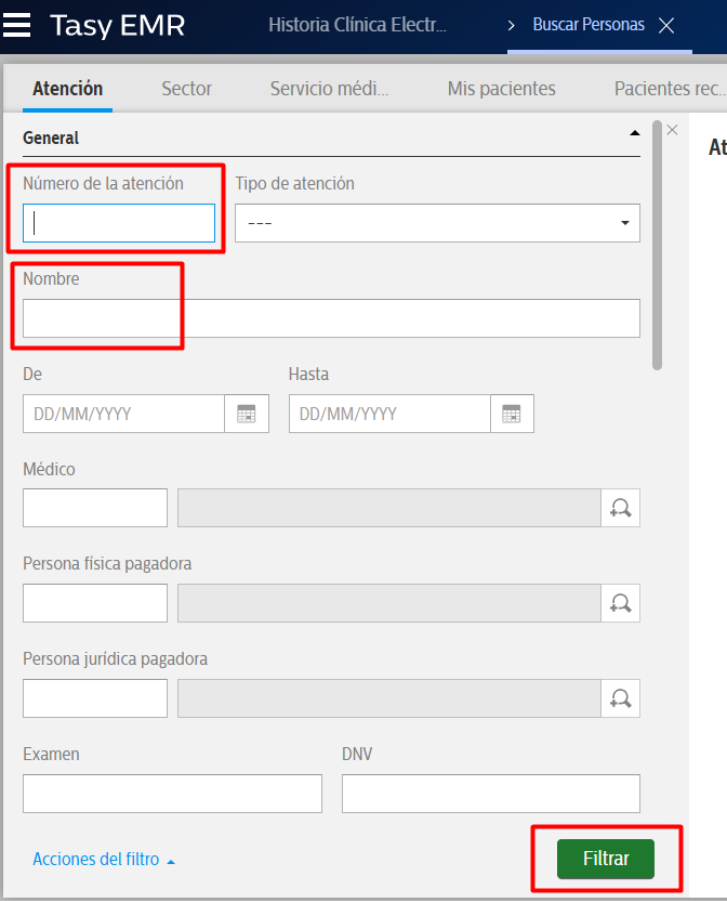 Tasy EMR Historia Clínica Electr... > Buscar Personas
Atención Sector Servicio médi... Mis pacientes Pacientes rec...
General
At
Número de la atención Tipo de atención
---
Nombre
De Hasta
DD/MM/YYYY DD/MM/YYYY
Médico
Persona física pagadora
Persona jurídica pagadora
Examen DNV
Acciones del filtro Filtrar